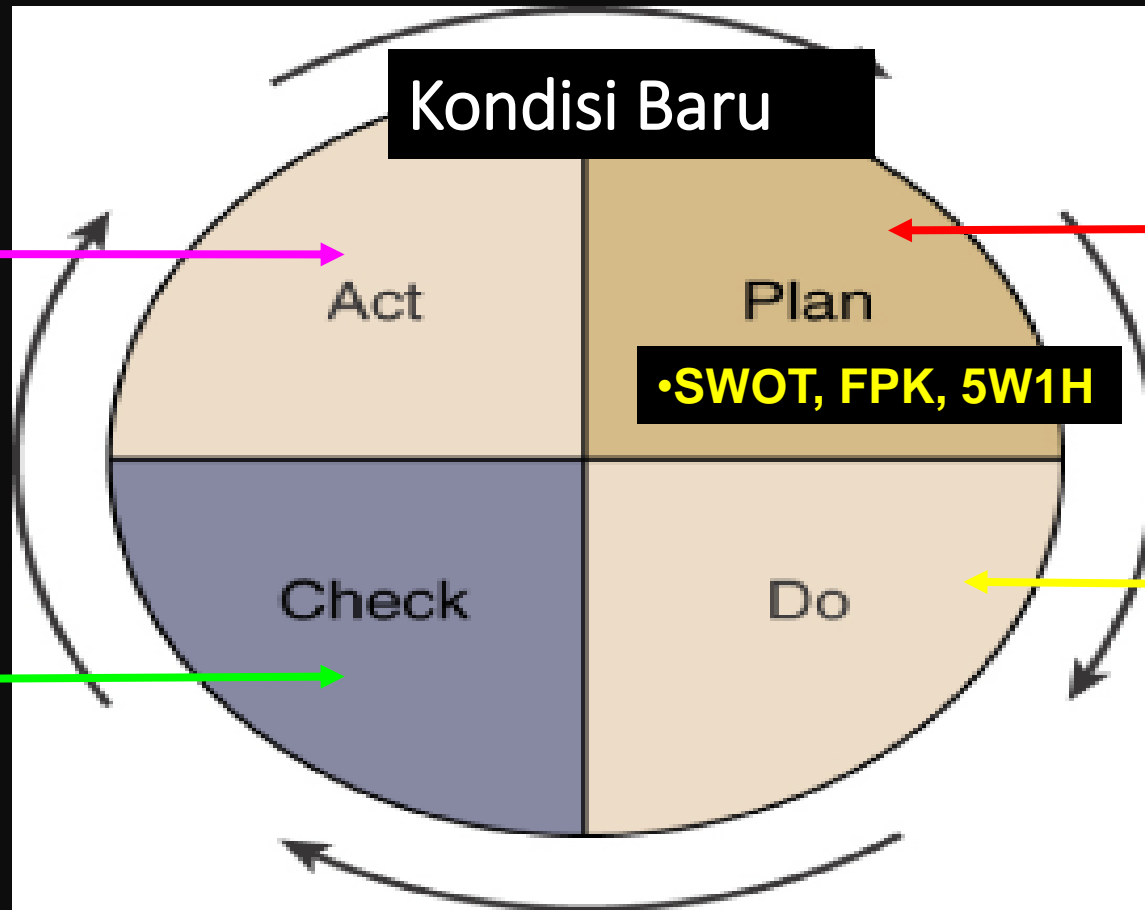 Kondisi Baru
Act
Plan
•SWOT, FPK, 5W1H
Check
Do